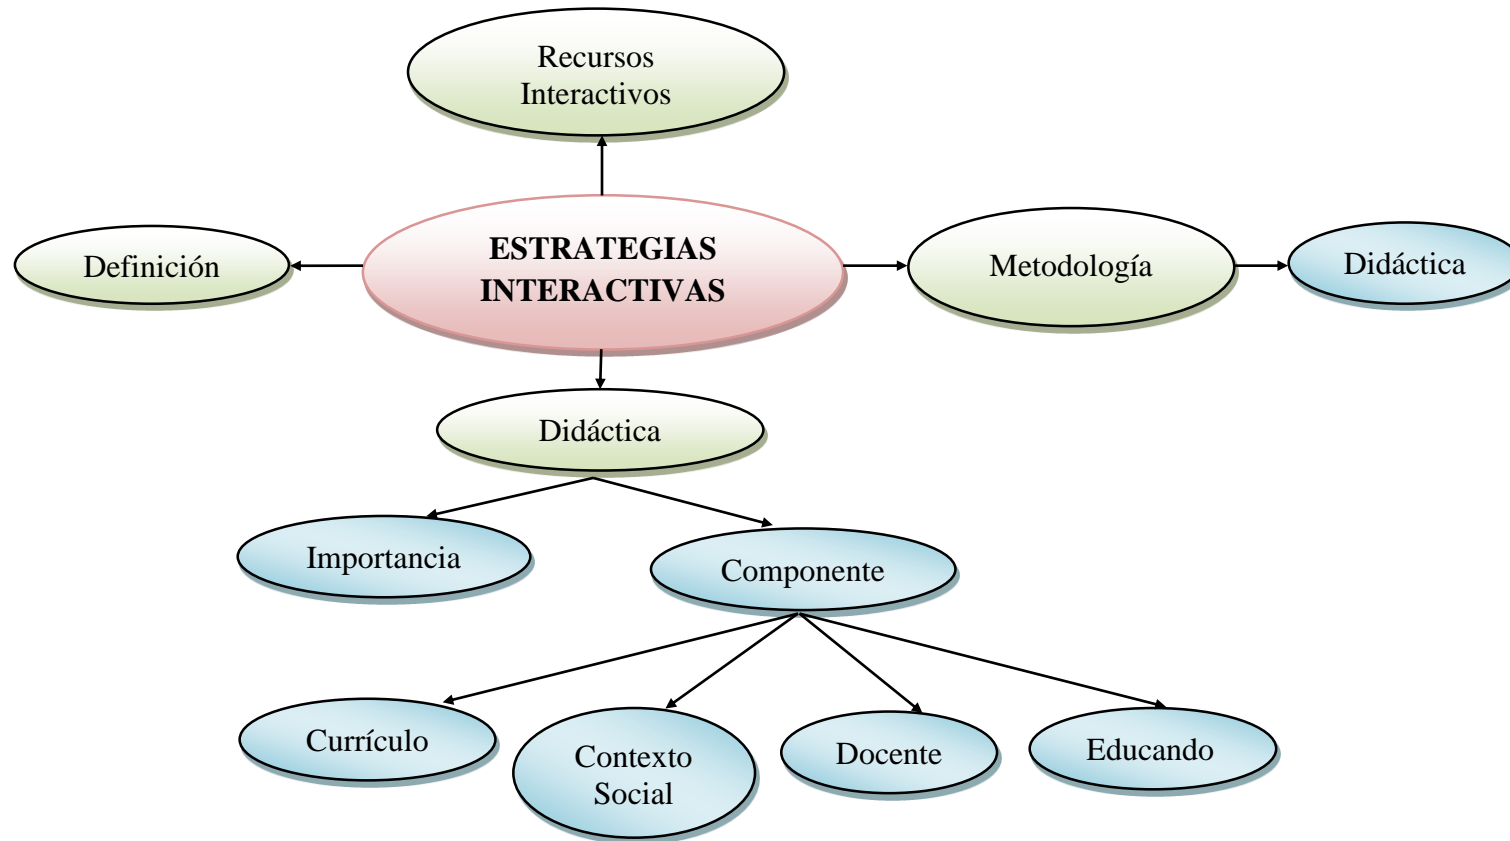 Recursos
Interactivos
Definición
ESTRATEGIAS
INTERACTIVAS
Metodología
Didáctica
Didáctica
Importancia
Componente
Currículo
Contexto
Social
Docente
Educando